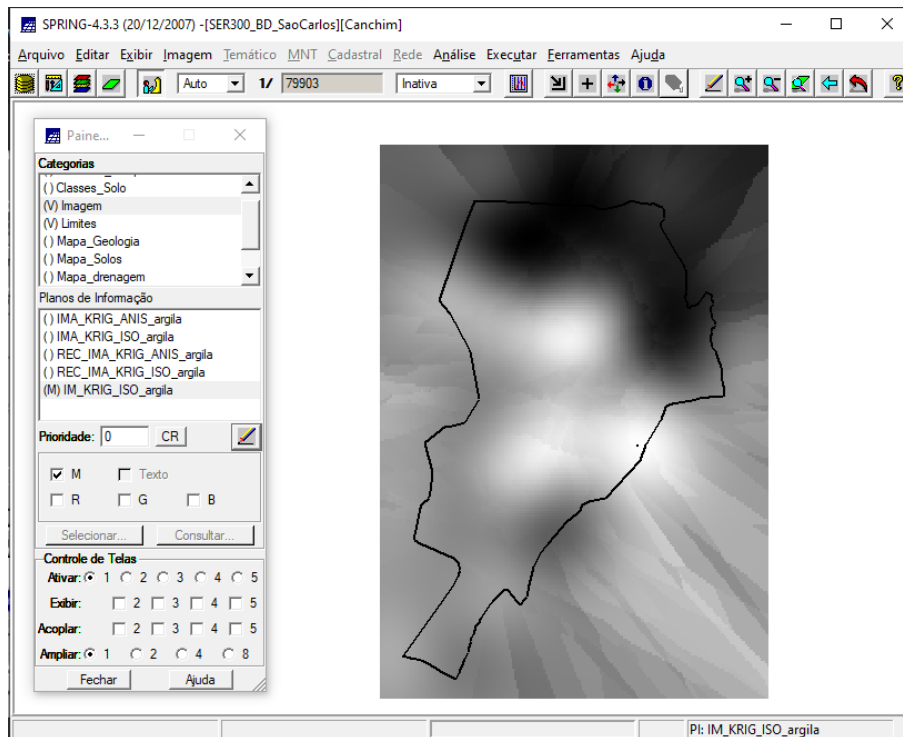 SPRING-4.3.3 (20/12/2007) -[SER300_BD_SaoCarlos][Canchim]
Arquivo Editar Exibir Imagem Temático MNT Cadastral Rede Análise Executar Ferramentas Ajuda
Auto 1/ 79903 Inativa
Paine...
Categorias
() Classes_Solo
(V) Imagem
(V) Limites
() Mapa_Geologia
() Mapa_Solos
() Mapa_drenagem
Planos de Informação
() IMA_KRIG_ANIS_argila
() IMA_KRIG_ISO_argila
() REC_IMA_KRIG_ANIS_argila
() REC_IMA_KRIG_ISO_argila
(M) IM_KRIG_ISO_argila
Prioridade: 0 CR
M Texto
R G B
Selecionar... Consultar...
Controle de Telas
Ativar: 1 2 3 4 5
Exibir: 2 3 4 5
Acoplar: 2 3 4 5
Ampliar: 1 2 4 8
Fechar Ajuda
PI: IM_KRIG_ISO_argila